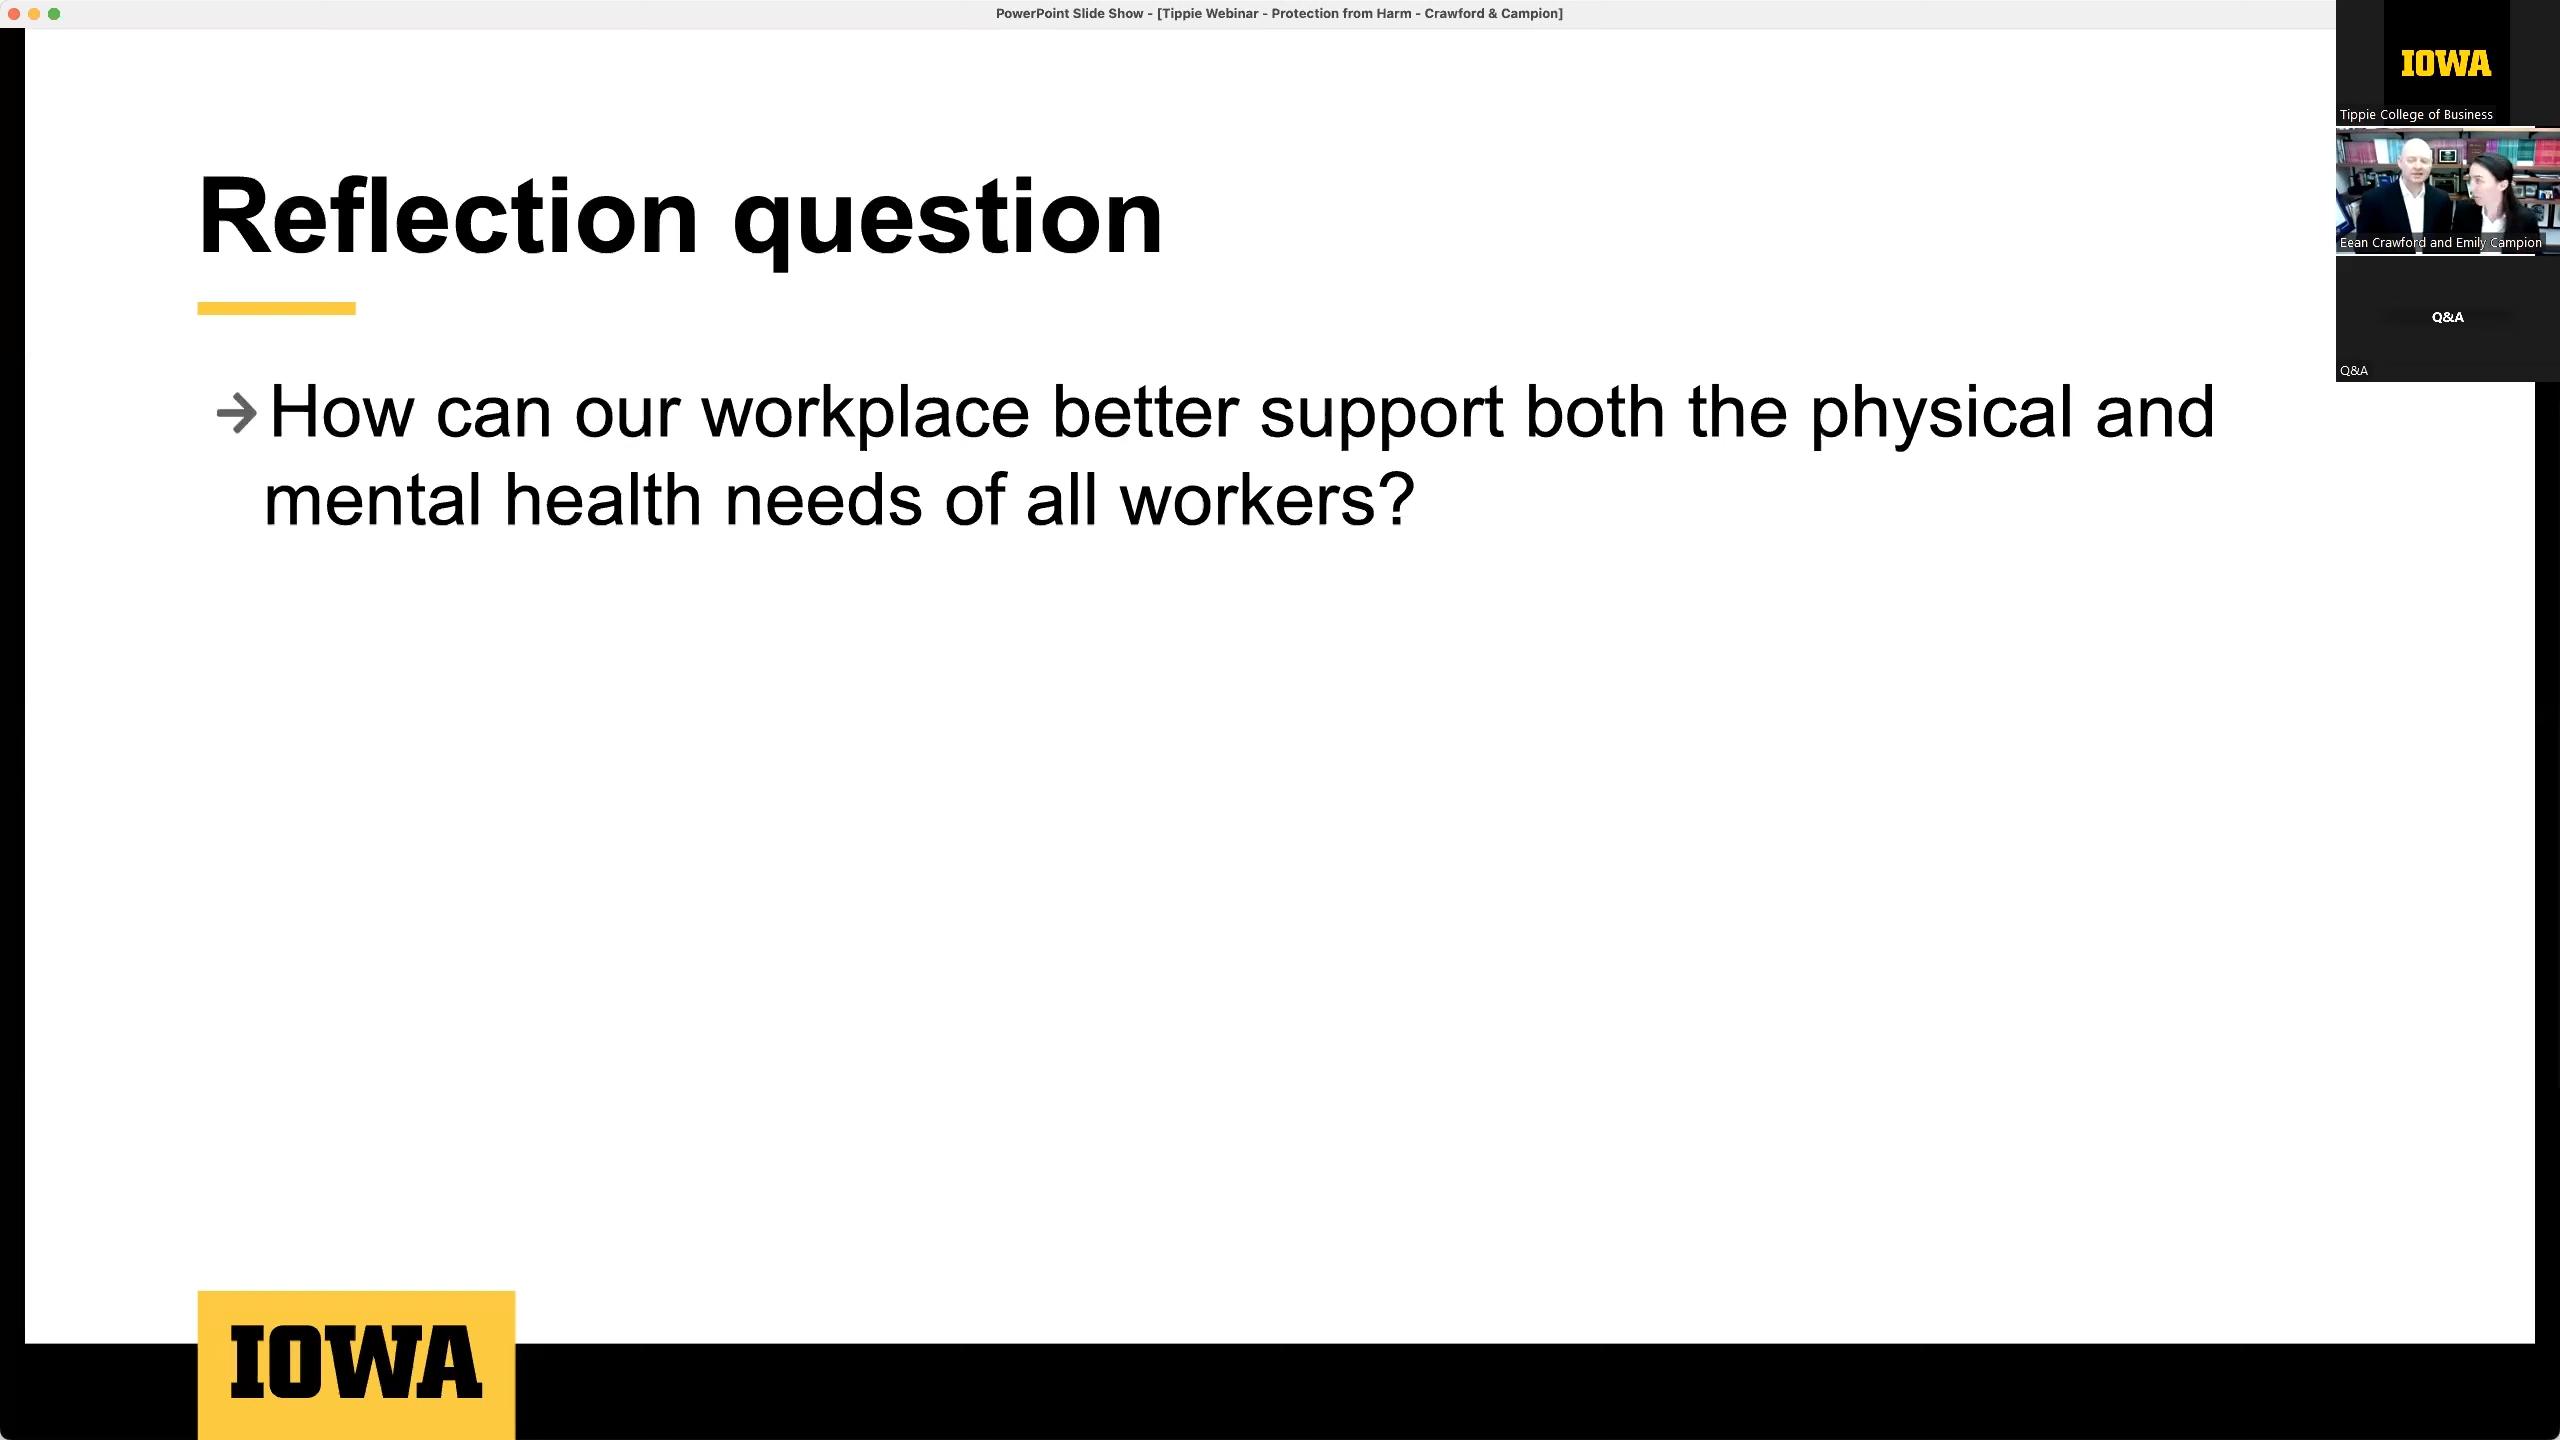 PowerPoint Slide Show - [Tippie Webinar - Protection from Harm - Crawford & Campion]
IOWA
Tippie College of Business
Eean Crawford and Emily Campion
Q&A
Q&A
Reflection question
How can our workplace better support both the physical and
mental health needs of all workers?
IOWA